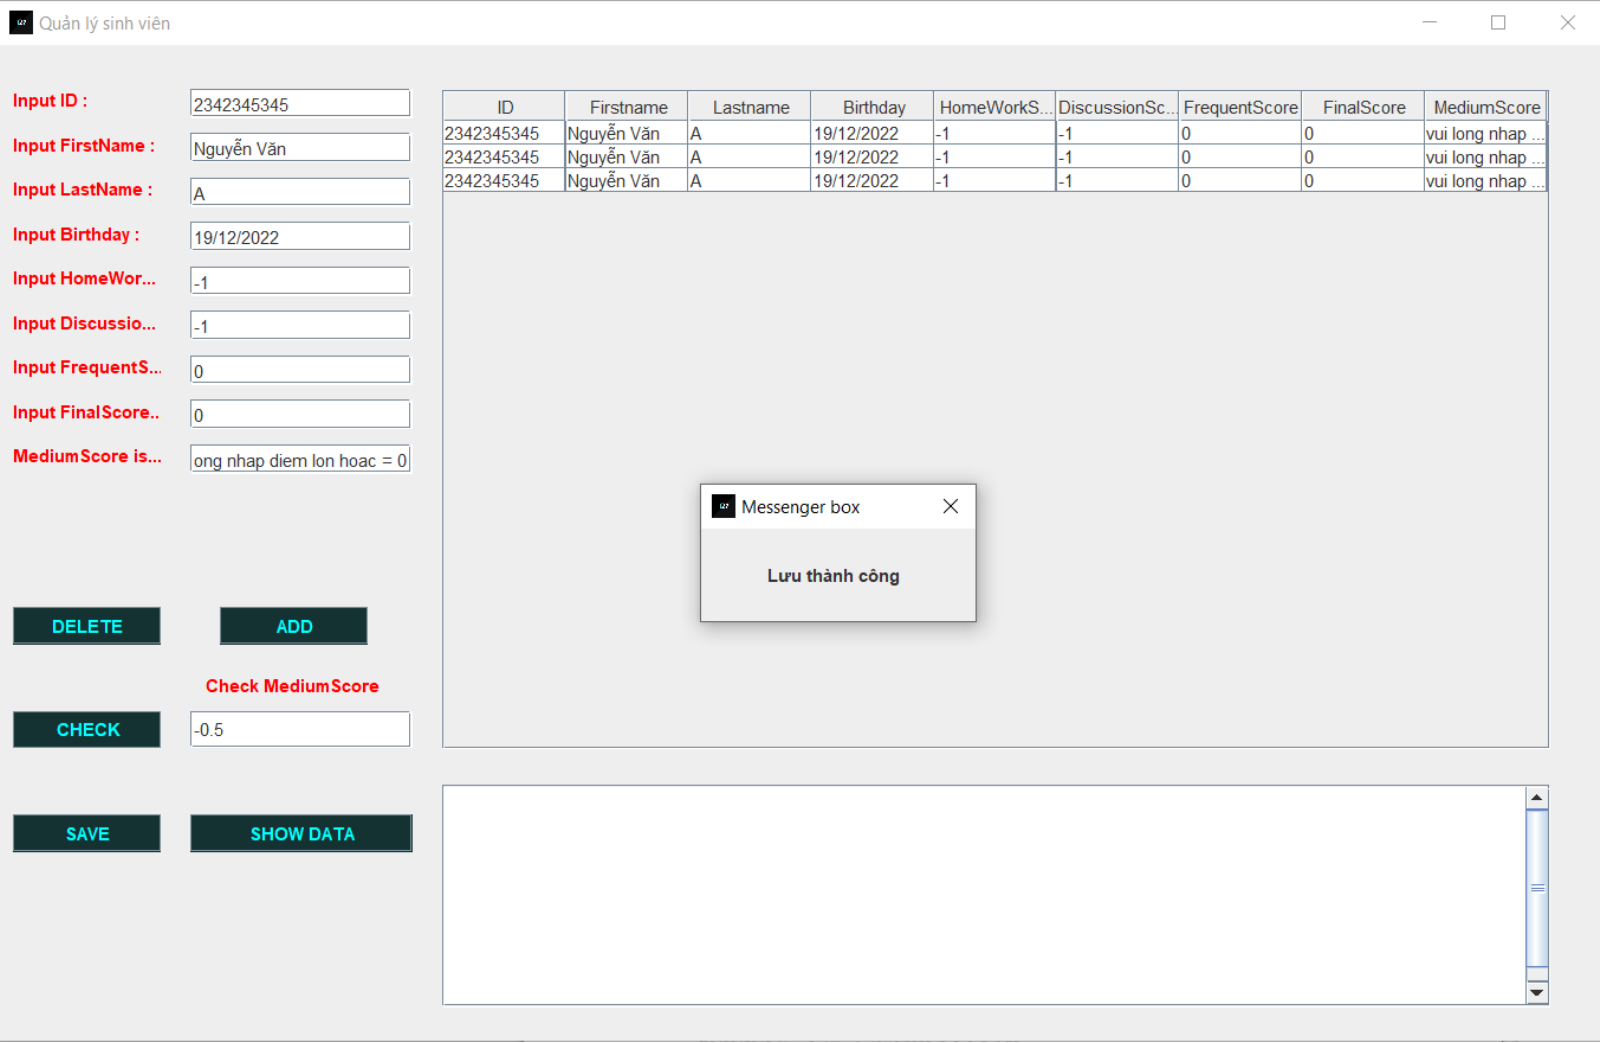 Quản lý sinh viên
Input ID :
2342345345
Input FirstName :
Nguyễn Văn
Input LastName :
A
Input Birthday :
19/12/2022
Input HomeWor...
-1
Input Discussio...
-1
Input FrequentS...
0
Input FinalScore..
0
MediumScore is...
ong nhap diem lon hoac = 0
DELETE
ADD
Check MediumScore
CHECK
-0.5
SAVE
SHOW DATA
ID Firstname Lastname Birthday HomeWorkS... DiscussionSc... FrequentScore FinalScore MediumScore
2342345345 Nguyễn Văn A 19/12/2022 -1 -1 0 0 vui long nhap ...
2342345345 Nguyễn Văn A 19/12/2022 -1 -1 0 0 vui long nhap ...
2342345345 Nguyễn Văn A 19/12/2022 -1 -1 0 0 vui long nhap ...
Messenger box
Lưu thành công